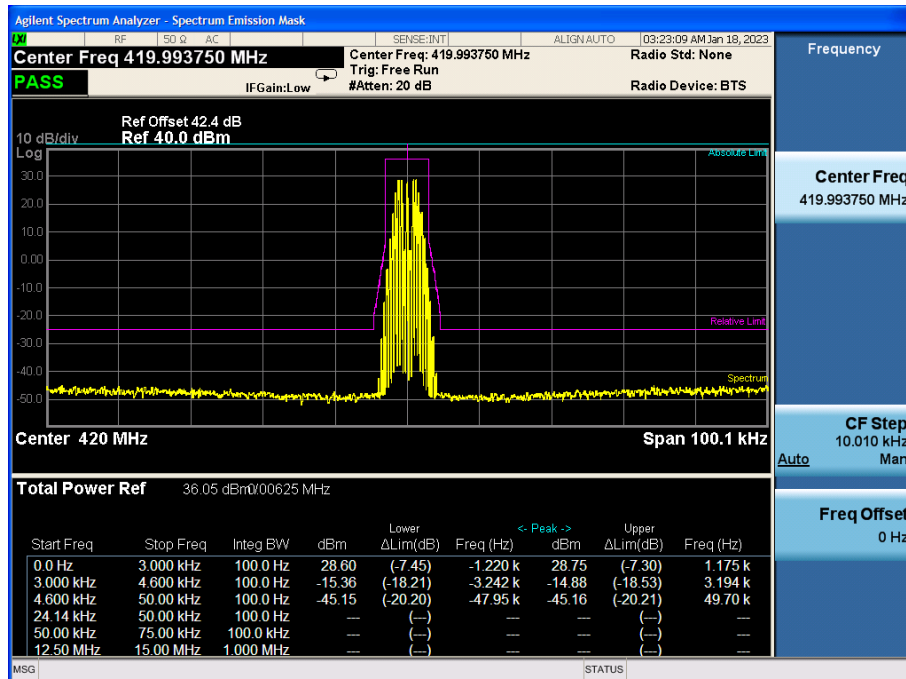 Agilent Spectrum Analyzer - Spectrum Emission Mask
LXI RF 50 Ω AC SENSE:INT ALIGN AUTO 03:23:09 AM Jan 18, 2023
Center Freq 419.993750 MHz
Center Freq: 419.993750 MHz
Radio Std: None
Trig: Free Run
PASS
IFGain:Low
#Atten: 20 dB
Radio Device: BTS
Ref Offset 42.4 dB
10 dB/div Ref 40.0 dBm
Log
Absolute Limit
30.0
20.0
10.0
0.00
-10.0
-20.0
Relative Limit
-30.0
-40.0
Spectrum
-50.0
Center 420 MHz Span 100.1 kHz
Total Power Ref 36.05 dBm/0.00625 MHz
Lower <- Peak -> Upper
Start Freq Stop Freq Integ BW dBm ΔLim(dB) Freq (Hz) dBm ΔLim(dB) Freq (Hz)
0.0 Hz 3.000 kHz 100.0 Hz 28.60 (-7.45) -1.220 k 28.75 (-7.30) 1.175 k
3.000 kHz 4.600 kHz 100.0 Hz -15.36 (-18.21) -3.242 k -14.88 (-18.53) 3.194 k
4.600 kHz 50.00 kHz 100.0 Hz -45.15 (-20.20) -47.95 k -45.16 (-20.21) 49.70 k
24.14 kHz 50.00 kHz 100.0 Hz --- (---) --- --- (---) ---
50.00 kHz 75.00 kHz 100.0 kHz --- (---) --- --- (---) ---
12.50 MHz 15.00 MHz 1.000 MHz --- (---) --- --- (---) ---
MSG STATUS
Frequency
Center Freq
419.993750 MHz
CF Step
10.010 kHz
Auto Man
Freq Offset
0 Hz